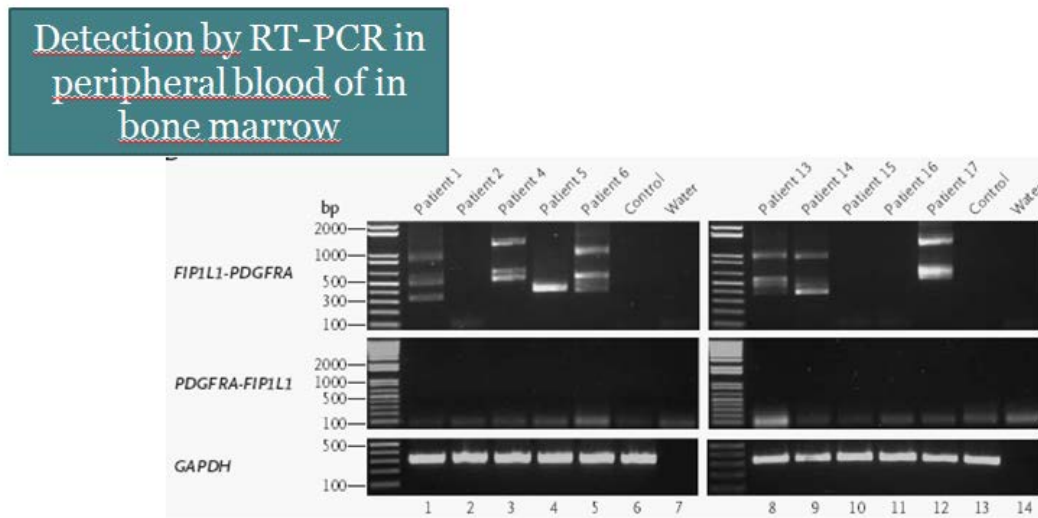 Detection by RT-PCR in
peripheral blood of in
bone marrow
bp
Patient 1
Patient 2
Patient 4
Patient 5
Patient 6
Control
Water
Patient 13
Patient 14
Patient 15
Patient 16
Patient 17
Control
Water
FIP1L1-PDGFRA
2000
1000
500
300
100
PDGFRA-FIP1L1
2000
1000
500
100
GAPDH
500
100
1 2 3 4 5 6 7 8 9 10 11 12 13 14